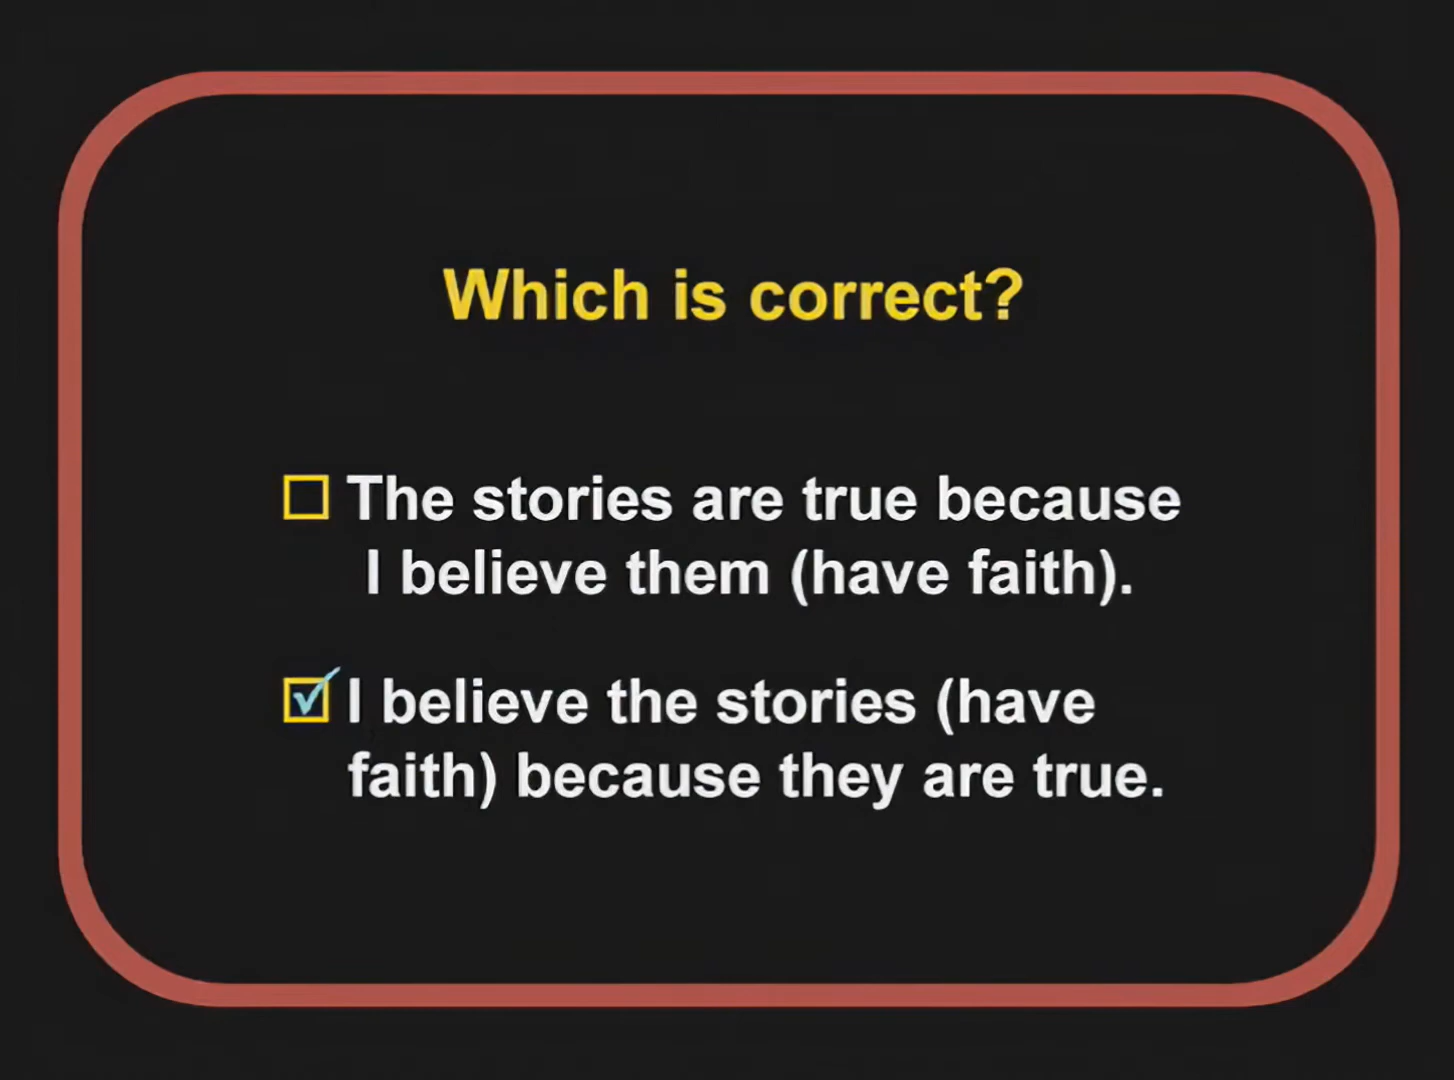 Which is correct?
☐ The stories are true because
I believe them (have faith).
☑ I believe the stories (have
faith) because they are true.